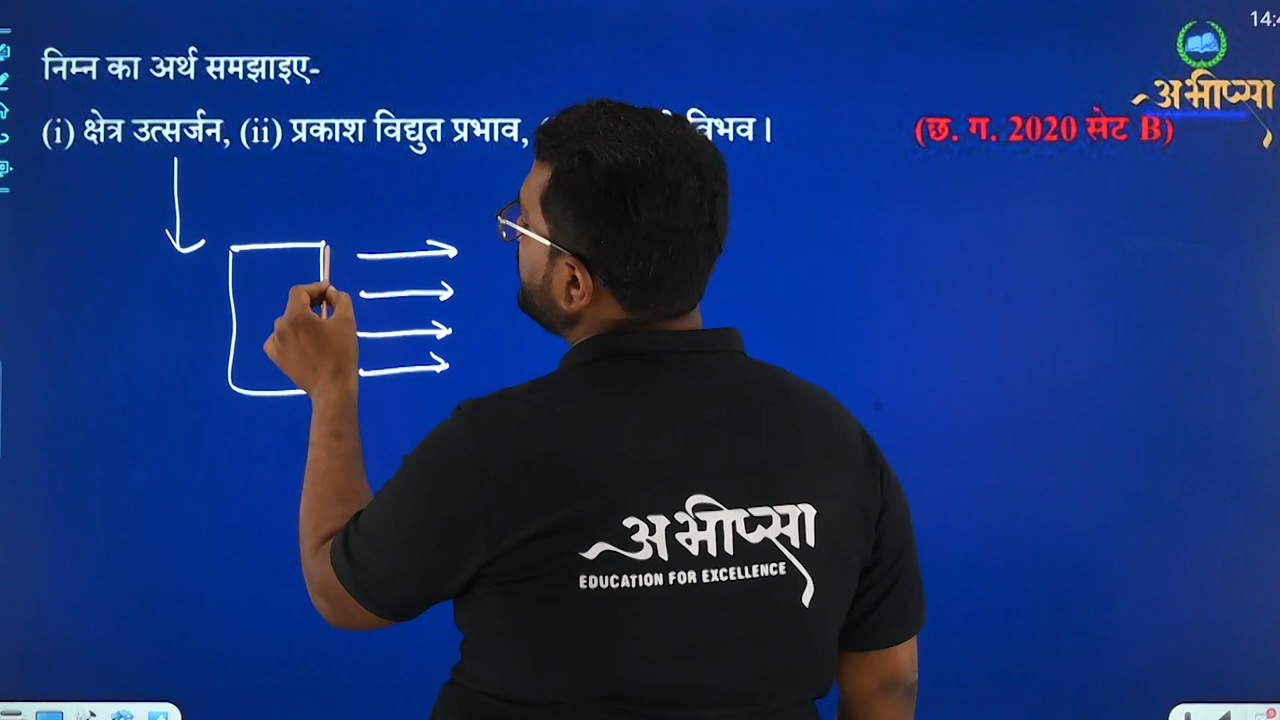 14:4
निम्न का अर्थ समझाइए-
(i) क्षेत्र उत्सर्जन, (ii) प्रकाश विद्युत प्रभाव, विभव।
(छ. ग. 2020 सेट B)
अभीप्सा
अभीप्सा
EDUCATION FOR EXCELLENCE